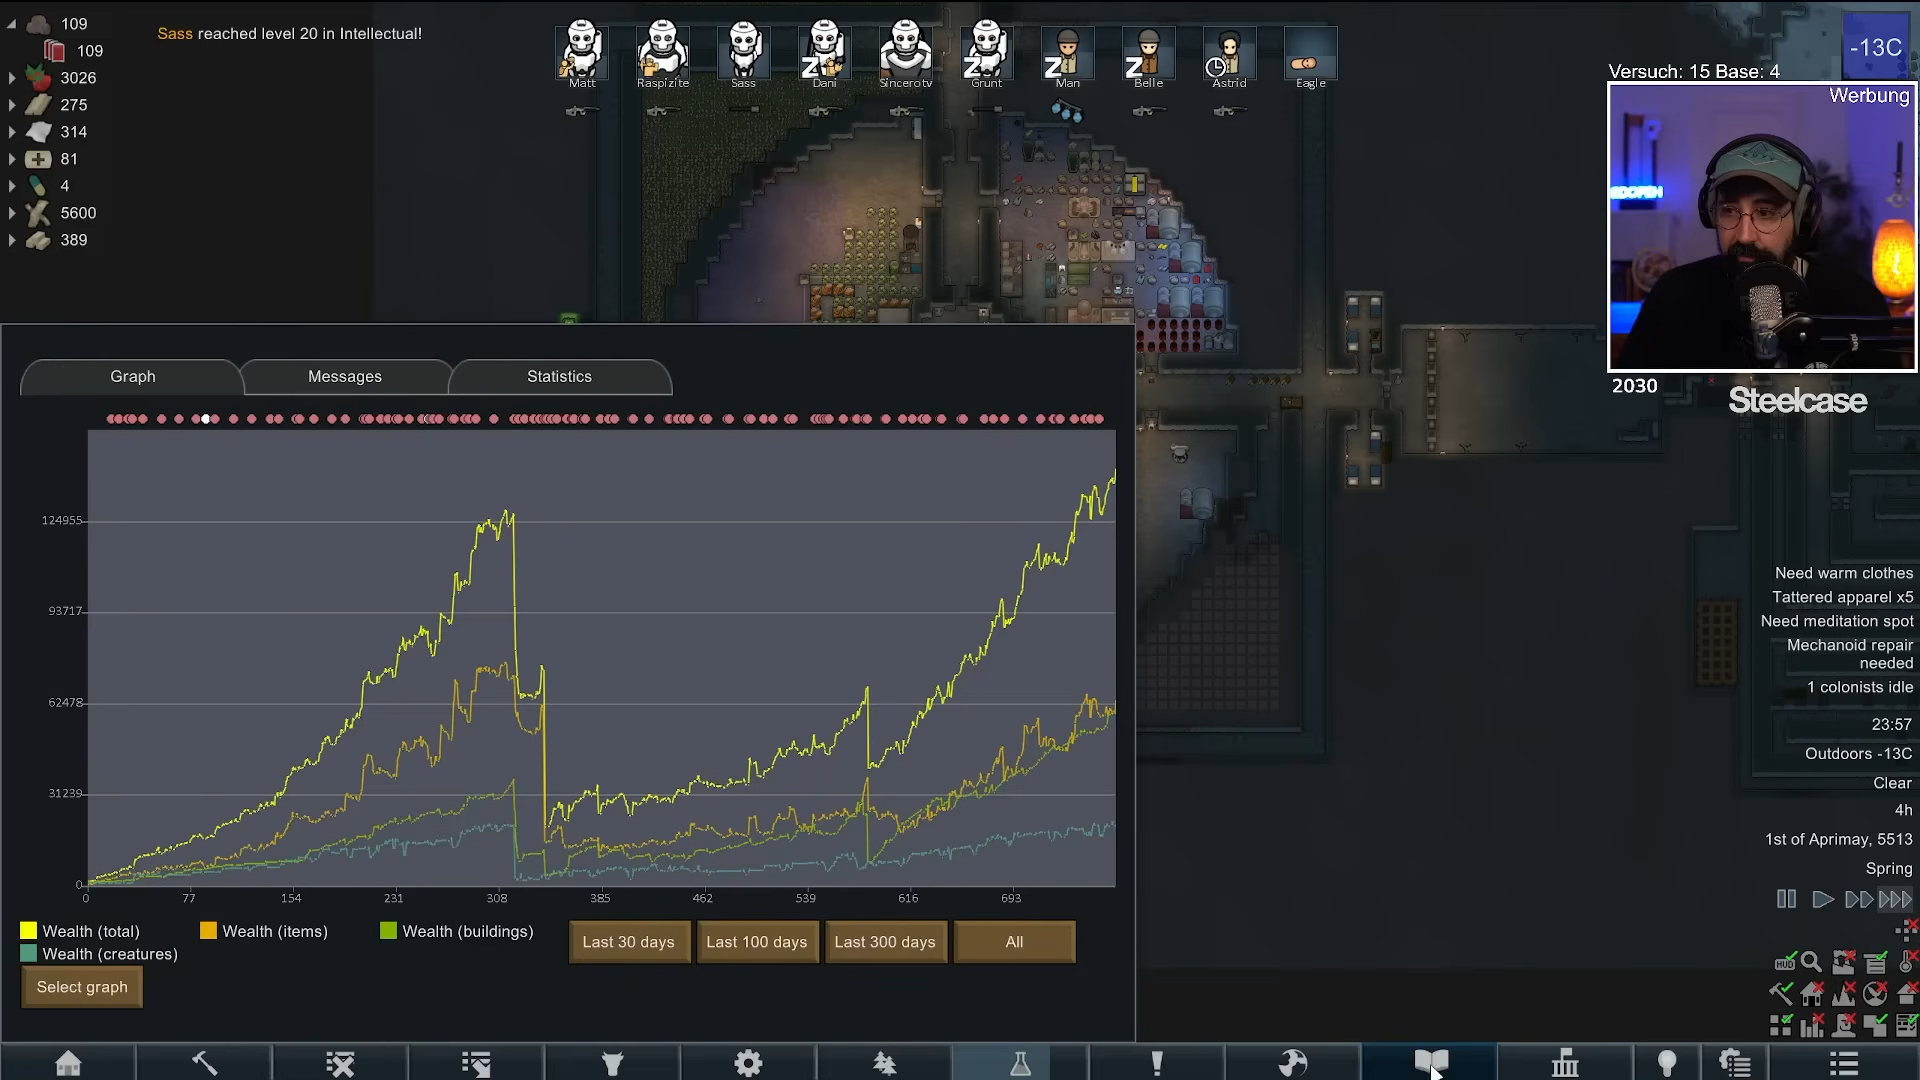 109
109
3026
275
314
81
4
5600
389
Sass reached level 20 in Intellectual!
Matt
Raspizite
Sass
Dani
Sincerotv
Grunt
Man
Belle
Astrid
Eagle
-13C
Versuch: 15 Base: 4
Werbung
2030
Steelcase
Graph
Messages
Statistics
124955
93717
62478
31239
0
0 77 154 231 308 385 462 539 616 693
Wealth (total)
Wealth (items)
Wealth (buildings)
Wealth (creatures)
Last 30 days
Last 100 days
Last 300 days
All
Select graph
Need warm clothes
Tattered apparel x5
Need meditation spot
Mechanoid repair
needed
1 colonists idle
23:57
Outdoors -13C
Clear
4h
1st of Aprimay, 5513
Spring
HUD